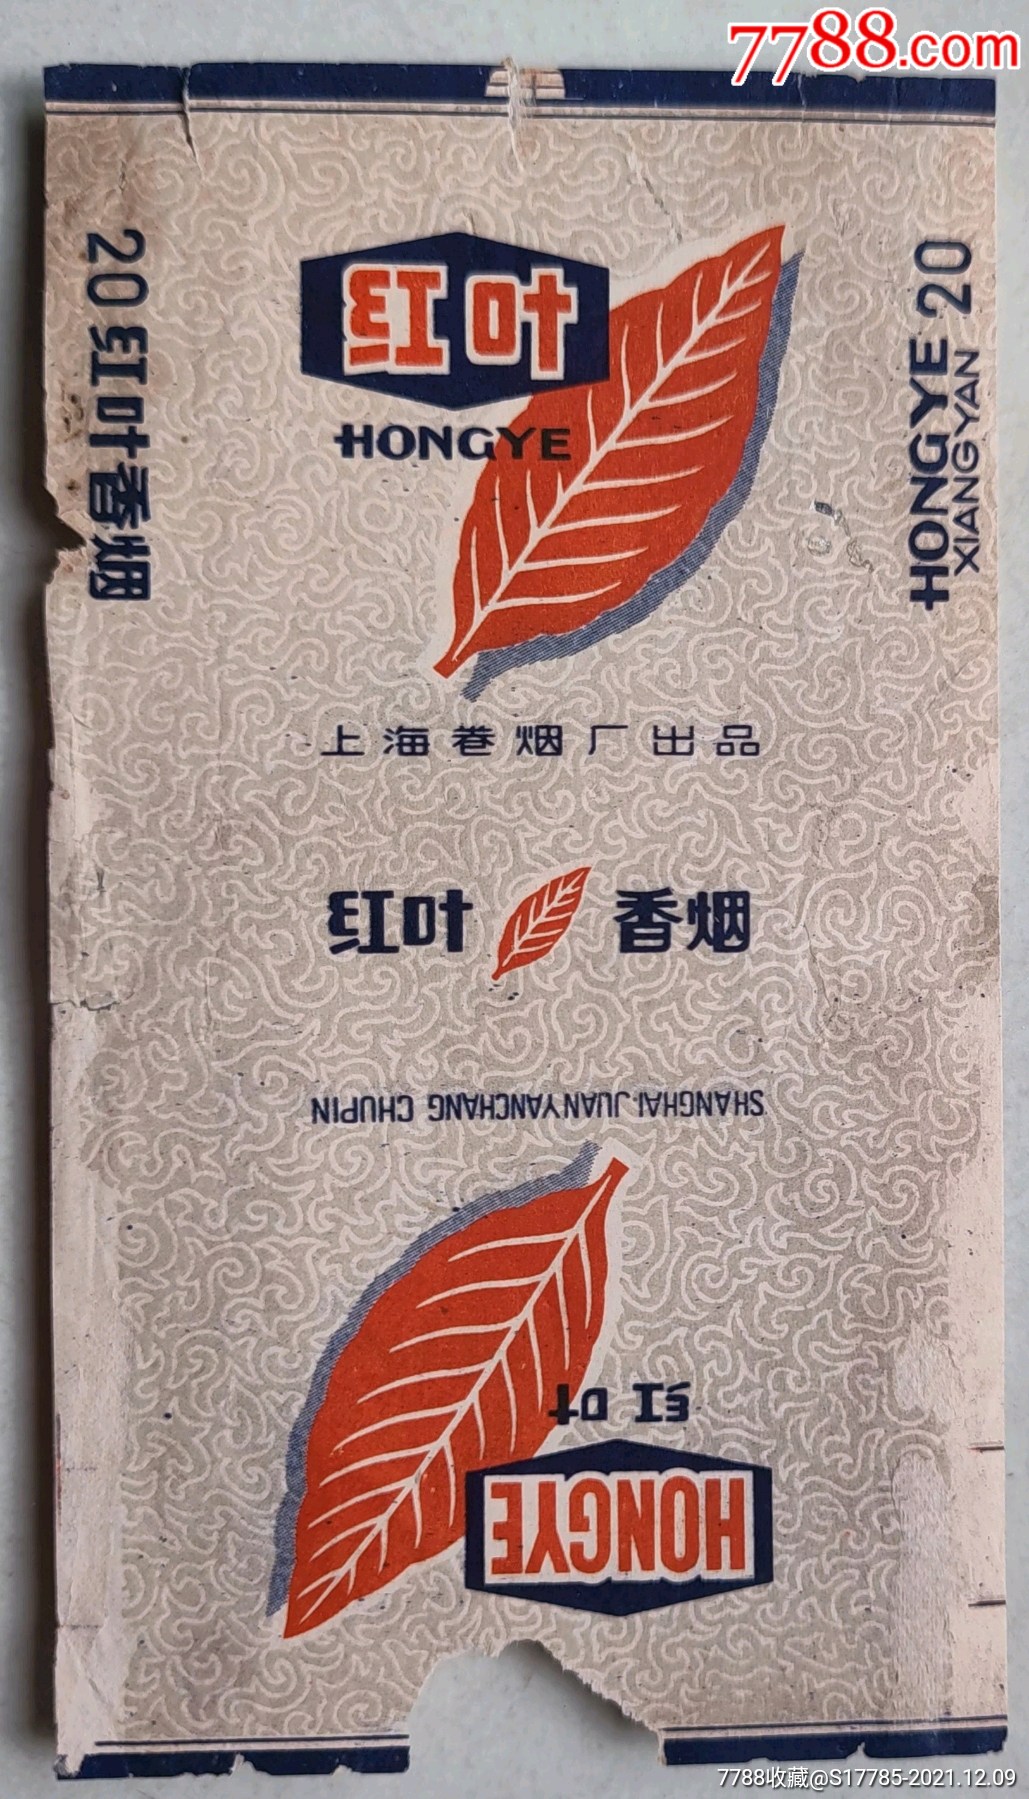 7788.com
红叶
HONGYE
20红叶香烟
HONGYE 20
XIANGYAN
上海卷烟厂出品
红叶 香烟
SHANGHAI JUANYANCHANG CHUPIN
红叶
HONGYE
7788收藏@S17785-2021.12.09